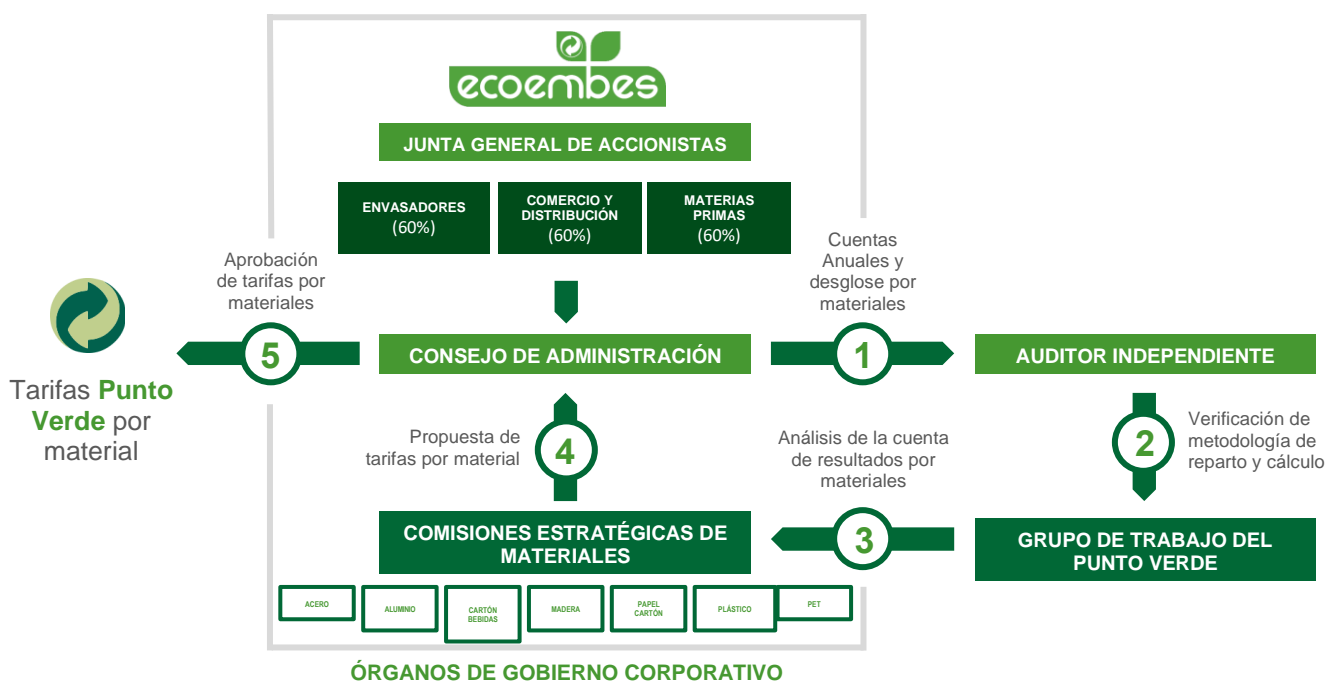 ecoembes
JUNTA GENERAL DE ACCIONISTAS
ENVASADORES
(60%)
COMERCIO Y
DISTRIBUCIÓN
(60%)
MATERIAS
PRIMAS
(60%)
Aprobación
de tarifas por
materiales
Cuentas
Anuales y
desglose por
materiales
Tarifas Punto
Verde por
material
5
CONSEJO DE ADMINISTRACIÓN
1
AUDITOR INDEPENDIENTE
Propuesta de
tarifas por material
4
Análisis de la cuenta
de resultados por
materiales
2
Verificación de
metodología de
reparto y cálculo
COMISIONES ESTRATÉGICAS DE
MATERIALES
3
GRUPO DE TRABAJO DEL
PUNTO VERDE
ACERO
ALUMINIO
CARTÓN
BEBIDAS
MADERA
PAPEL
CARTÓN
PLÁSTICO
PET
ÓRGANOS DE GOBIERNO CORPORATIVO